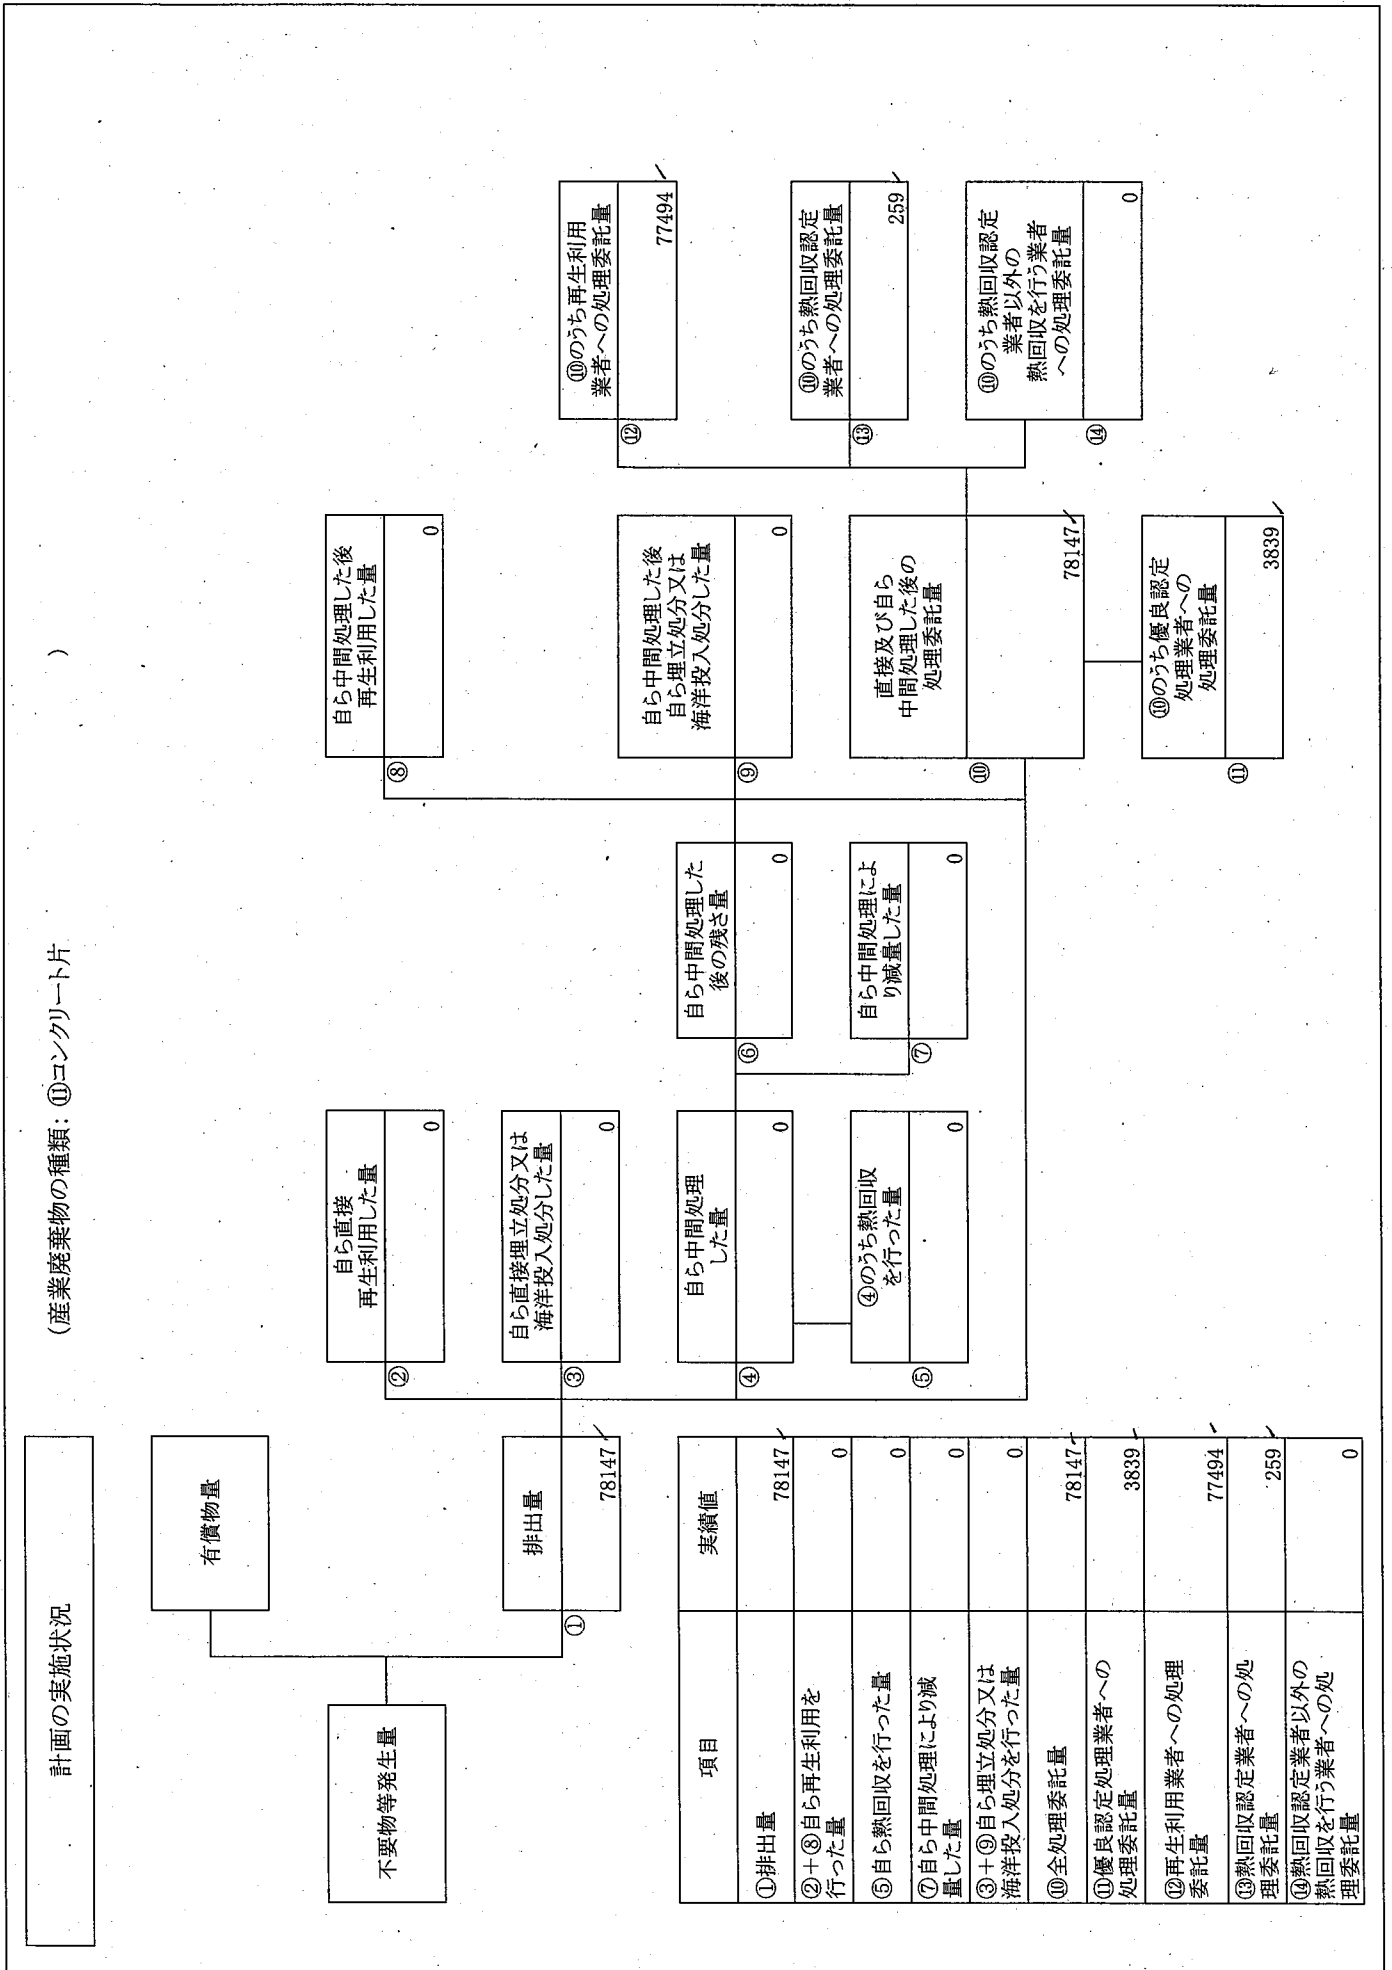 計画の実施状況
(産業廃棄物の種類：⑪コンクリート片
)
有償物量
不要物等発生量
排出量
①
78147
自ら直接
再生利用した量
②
0
自ら直接埋立処分又は
海洋投入処分した量
③
0
自ら中間処理
した量
④
0
④のうち熱回収
を行った量
⑤
0
自ら中間処理した
後の残さ量
⑥
0
自ら中間処理によ
り減量した量
⑦
0
自ら中間処理した後
再生利用した量
⑧
0
自ら中間処理した後
自ら埋立処分又は
海洋投入処分した量
⑨
0
直接及び自ら
中間処理した後の
処理委託量
⑩
78147
⑩のうち優良認定
処理業者への
処理委託量
⑪
3839
⑩のうち再生利用
業者への処理委託量
⑫
77494
⑩のうち熱回収認定
業者への処理委託量
⑬
259
⑩のうち熱回収認定
業者以外の
熱回収を行う業者
への処理委託量
⑭
0
項目 実績値
①排出量 78147
②＋⑧自ら再生利用を
行った量 0
⑤自ら熱回収を行った量 0
⑦自ら中間処理により減
量した量 0
③＋⑨自ら埋立処分又は
海洋投入処分を行った量 0
⑩全処理委託量 78147
⑪優良認定処理業者への
処理委託量 3839
⑫再生利用業者への処理
委託量 77494
⑬熱回収認定業者への処
理委託量 259
⑭熱回収認定業者以外の
熱回収を行う業者への処
理委託量 0